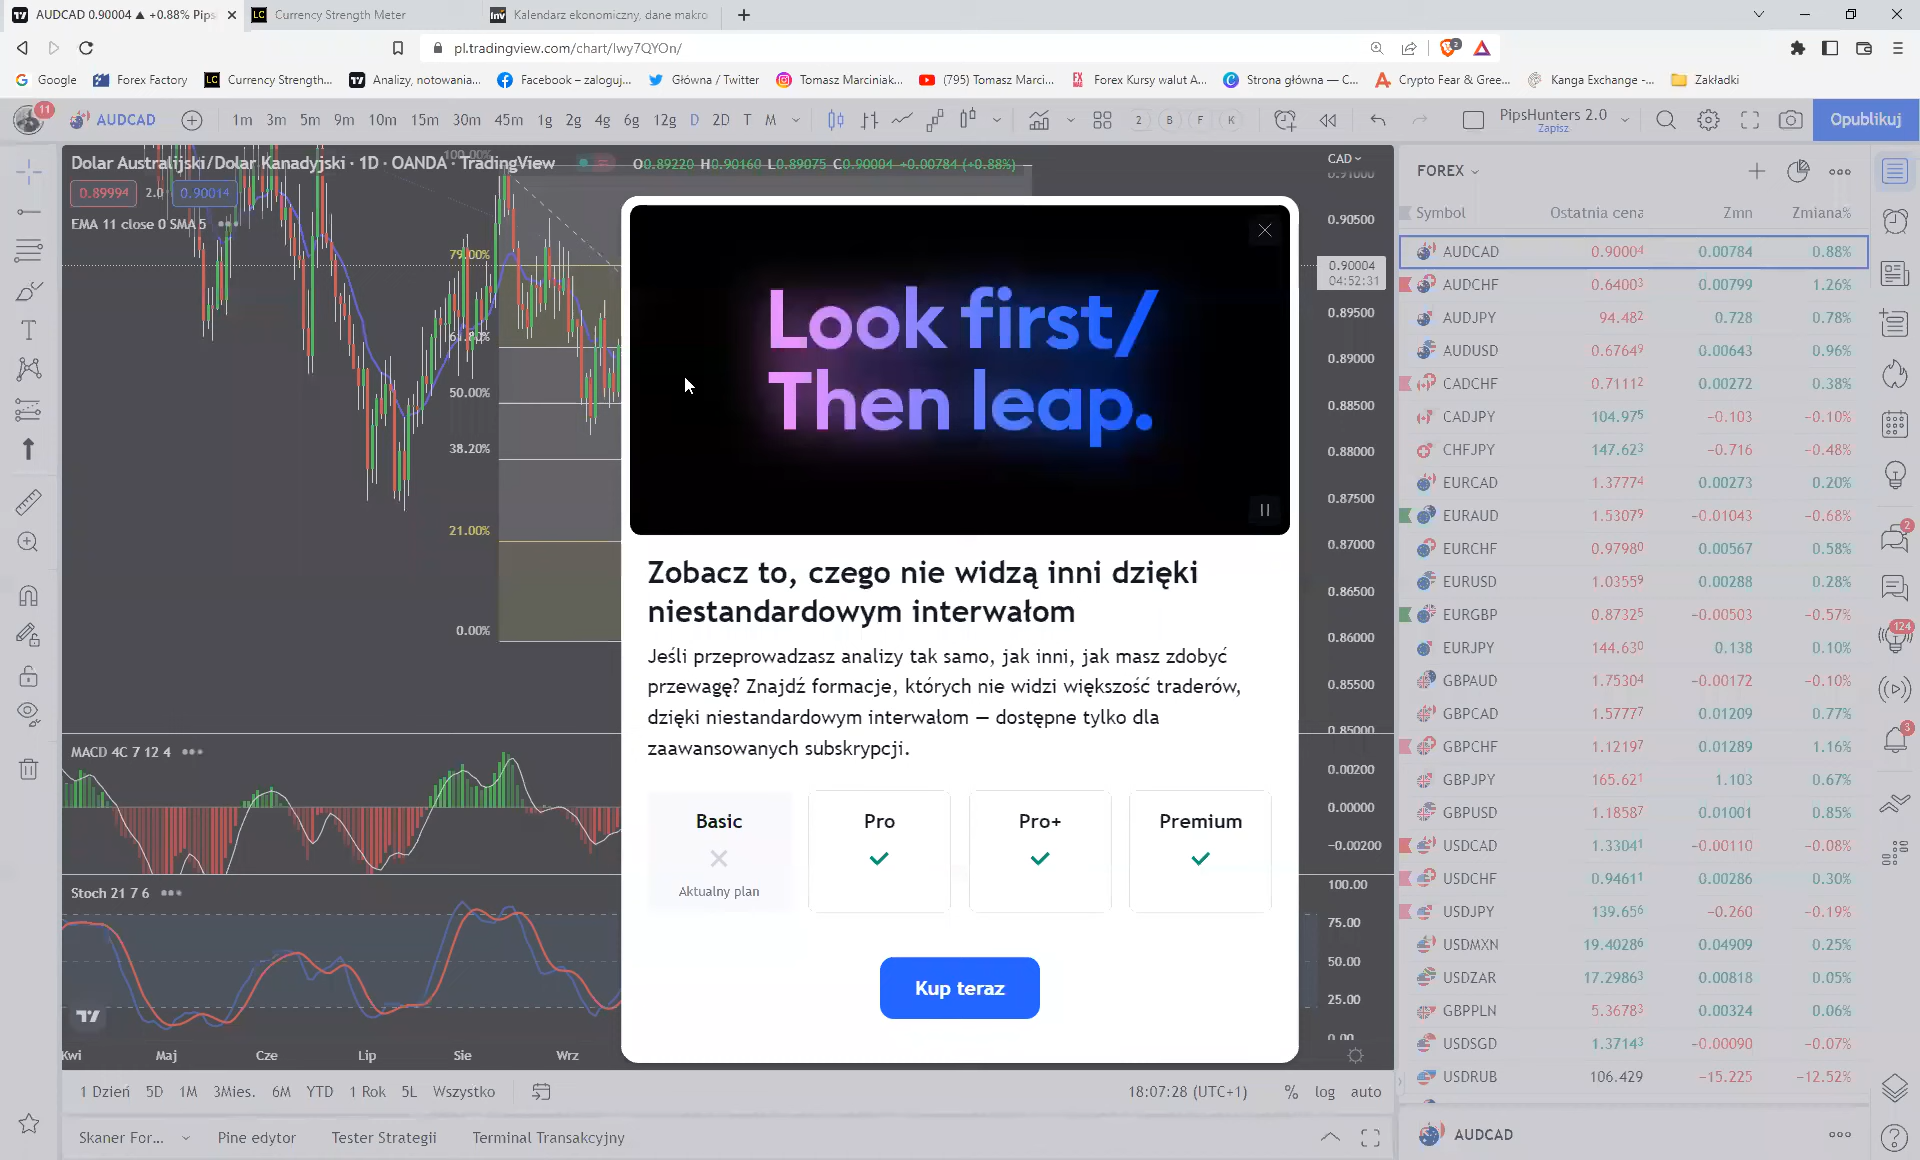 AUDCAD 0.90004 ▲ +0.88% Pips
Currency Strength Meter
Kalendarz ekonomiczny, dane makro
pl.tradingview.com/chart/lwy7QYOn/
Google
Forex Factory
Currency Strength...
Analizy, notowania...
Facebook – zaloguj...
Główna / Twitter
Tomasz Marciniak...
(795) Tomasz Marci...
Forex Kursy walut A...
Strona główna — C...
Crypto Fear & Gree...
Kanga Exchange -...
Zakładki
11
AUDCAD
1m 3m 5m 9m 10m 15m 30m 45m 1g 2g 4g 6g 12g D 2D T M
2 B F K
PipsHunters 2.0
Zapisz
Opublikuj
Dolar Australijski/Dolar Kanadyjski · 1D · OANDA · TradingView
O0.89220 H0.90160 L0.89075 C0.90004 +0.00784 (+0.88%)
0.89994 2.0 0.90014
EMA 11 close 0 SMA 5
100.00%
79.00%
61.80%
50.00%
38.20%
21.00%
0.00%
MACD 4C 7 12 4
Stoch 21 7 6
Look first/
Then leap.
Zobacz to, czego nie widzą inni dzięki
niestandardowym interwałom
Jeśli przeprowadzasz analizy tak samo, jak inni, jak masz zdobyć
przewagę? Znajdź formacje, których nie widzi większość traderów,
dzięki niestandardowym interwałom — dostępne tylko dla
zaawansowanych subskrypcji.
Basic
Aktualny plan
Pro
Pro+
Premium
Kup teraz
CAD
0.91000
0.90500
0.90004
04:52:31
0.89500
0.89000
0.88500
0.88000
0.87500
0.87000
0.86500
0.86000
0.85500
0.85000
0.00200
0.00000
−0.00200
100.00
75.00
50.00
25.00
0.00
Kwi Maj Cze Lip Sie Wrz
1 Dzień 5D 1M 3Mies. 6M YTD 1 Rok 5L Wszystko
18:07:28 (UTC+1) % log auto
Skaner For... Pine edytor Tester Strategii Terminal Transakcyjny
FOREX
Symbol Ostatnia cena Zmn Zmiana%
AUDCAD 0.90004 0.00784 0.88%
AUDCHF 0.64003 0.00799 1.26%
AUDJPY 94.482 0.728 0.78%
AUDUSD 0.67649 0.00643 0.96%
CADCHF 0.71112 0.00272 0.38%
CADJPY 104.975 −0.103 −0.10%
CHFJPY 147.623 −0.716 −0.48%
EURCAD 1.37774 0.00273 0.20%
EURAUD 1.53079 −0.01043 −0.68%
EURCHF 0.97980 0.00567 0.58%
EURUSD 1.03559 0.00288 0.28%
EURGBP 0.87325 −0.00503 −0.57%
EURJPY 144.630 0.138 0.10%
GBPAUD 1.75304 −0.00172 −0.10%
GBPCAD 1.57777 0.01209 0.77%
GBPCHF 1.12197 0.01289 1.16%
GBPJPY 165.621 1.103 0.67%
GBPUSD 1.18587 0.01001 0.85%
USDCAD 1.33041 −0.00110 −0.08%
USDCHF 0.94611 0.00286 0.30%
USDJPY 139.656 −0.260 −0.19%
USDMXN 19.40286 0.04909 0.25%
USDZAR 17.29863 0.00818 0.05%
GBPPLN 5.36783 0.00324 0.06%
USDSGD 1.37143 −0.00090 −0.07%
USDRUB 106.429 −15.225 −12.52%
AUDCAD
2
124
3